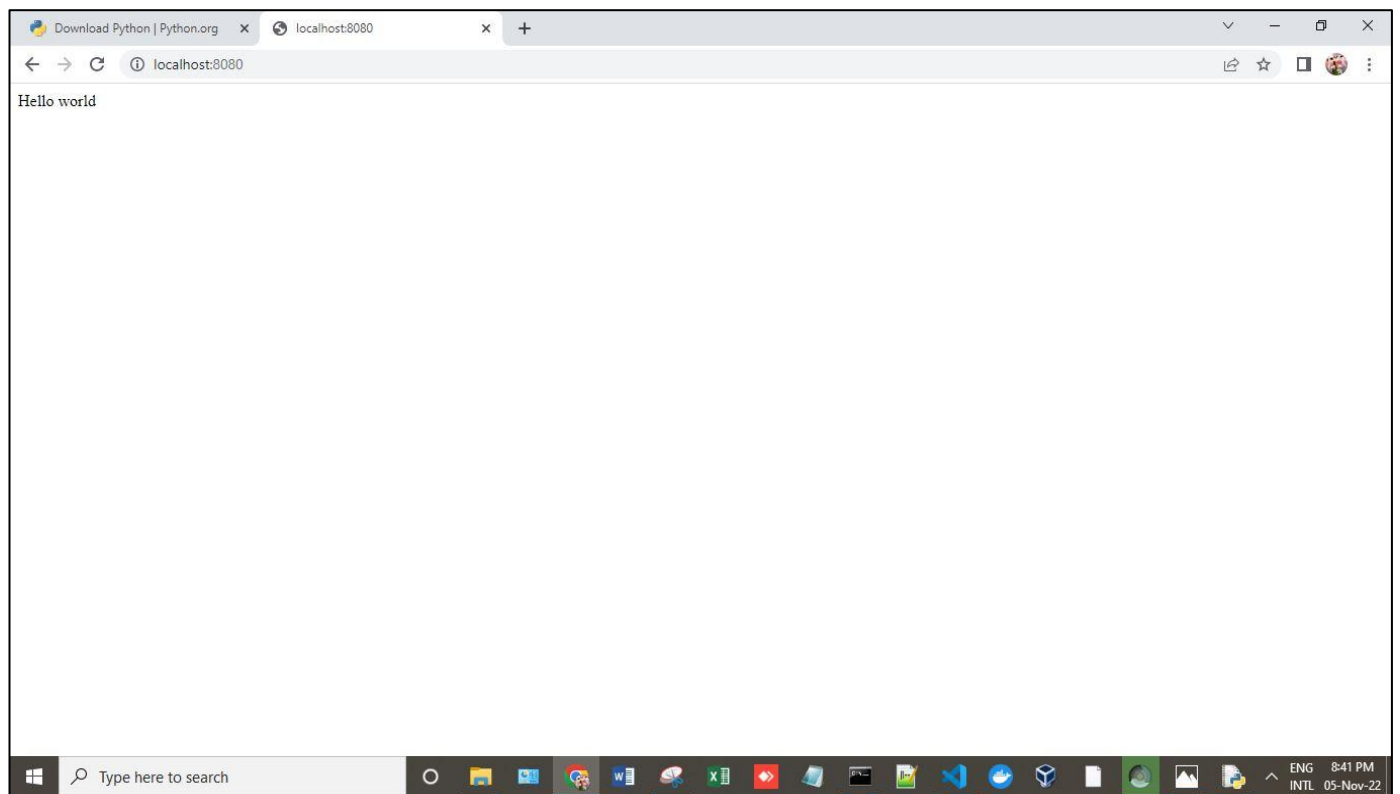 Download Python | Python.org
localhost:8080
localhost:8080
Hello world
Type here to search
ENG 8:41 PM
INTL 05-Nov-22